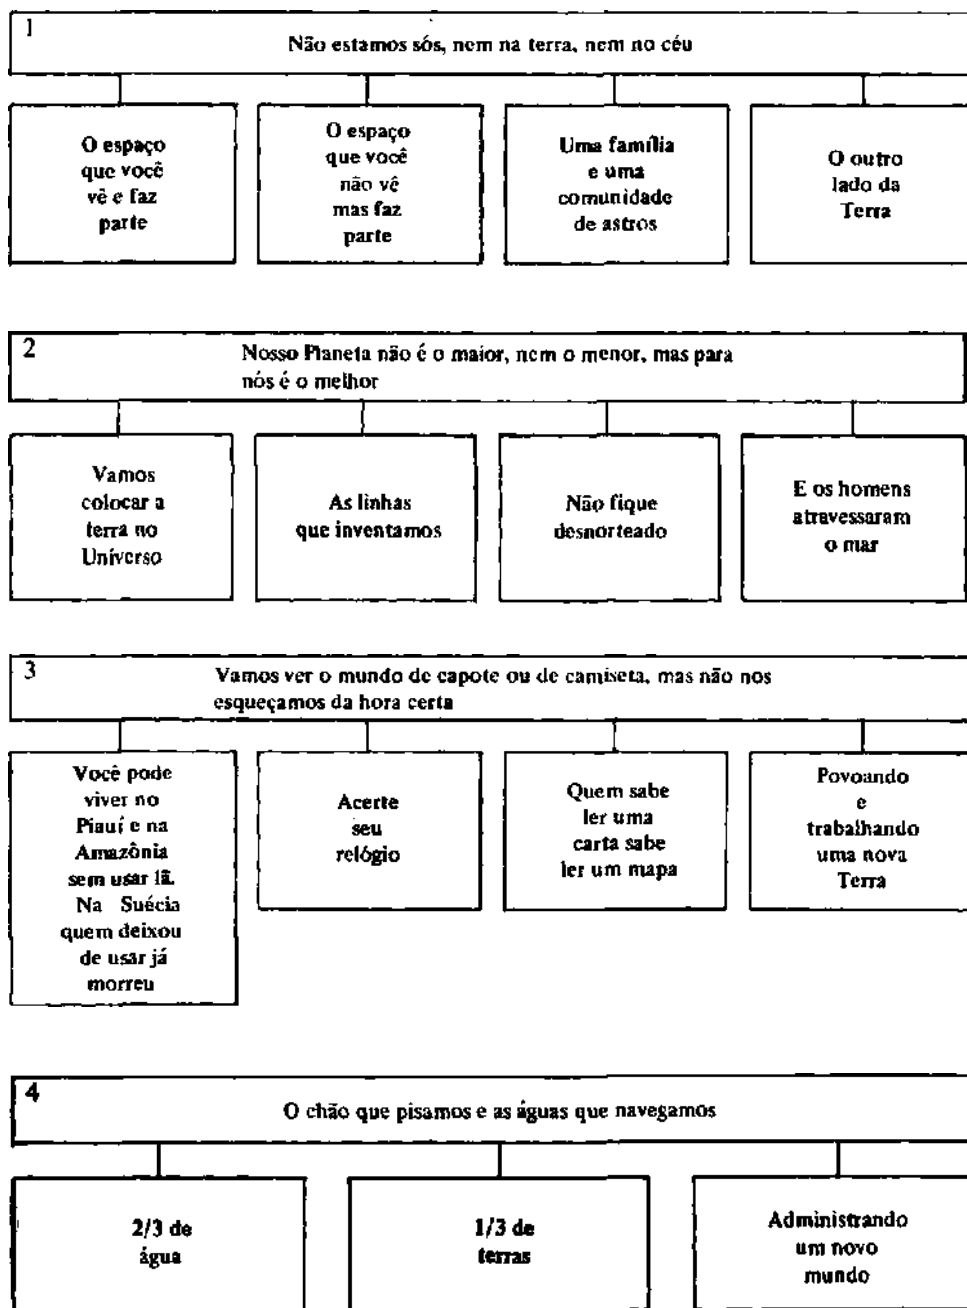 1
Não estamos sós, nem na terra, nem no céu
O espaço
que você
vê e faz
parte
O espaço
que você
não vê
mas faz
parte
Uma família
e uma
comunidade
de astros
O outro
lado da
Terra
2
Nosso Planeta não é o maior, nem o menor, mas para
nós é o melhor
Vamos
colocar a
terra no
Universo
As linhas
que inventamos
Não fique
desnorteado
E os homens
atravessaram
o mar
3
Vamos ver o mundo de capote ou de camiseta, mas não nos
esqueçamos da hora certa
Você pode
viver no
Piauí e na
Amazônia
sem usar lã.
Na Suécia
quem deixou
de usar já
morreu
Acerte
seu
relógio
Quem sabe
ler uma
carta sabe
ler um mapa
Povoando
e
trabalhando
uma nova
Terra
4
O chão que pisamos e as águas que navegamos
2/3 de
água
1/3 de
terras
Administrando
um novo
mundo